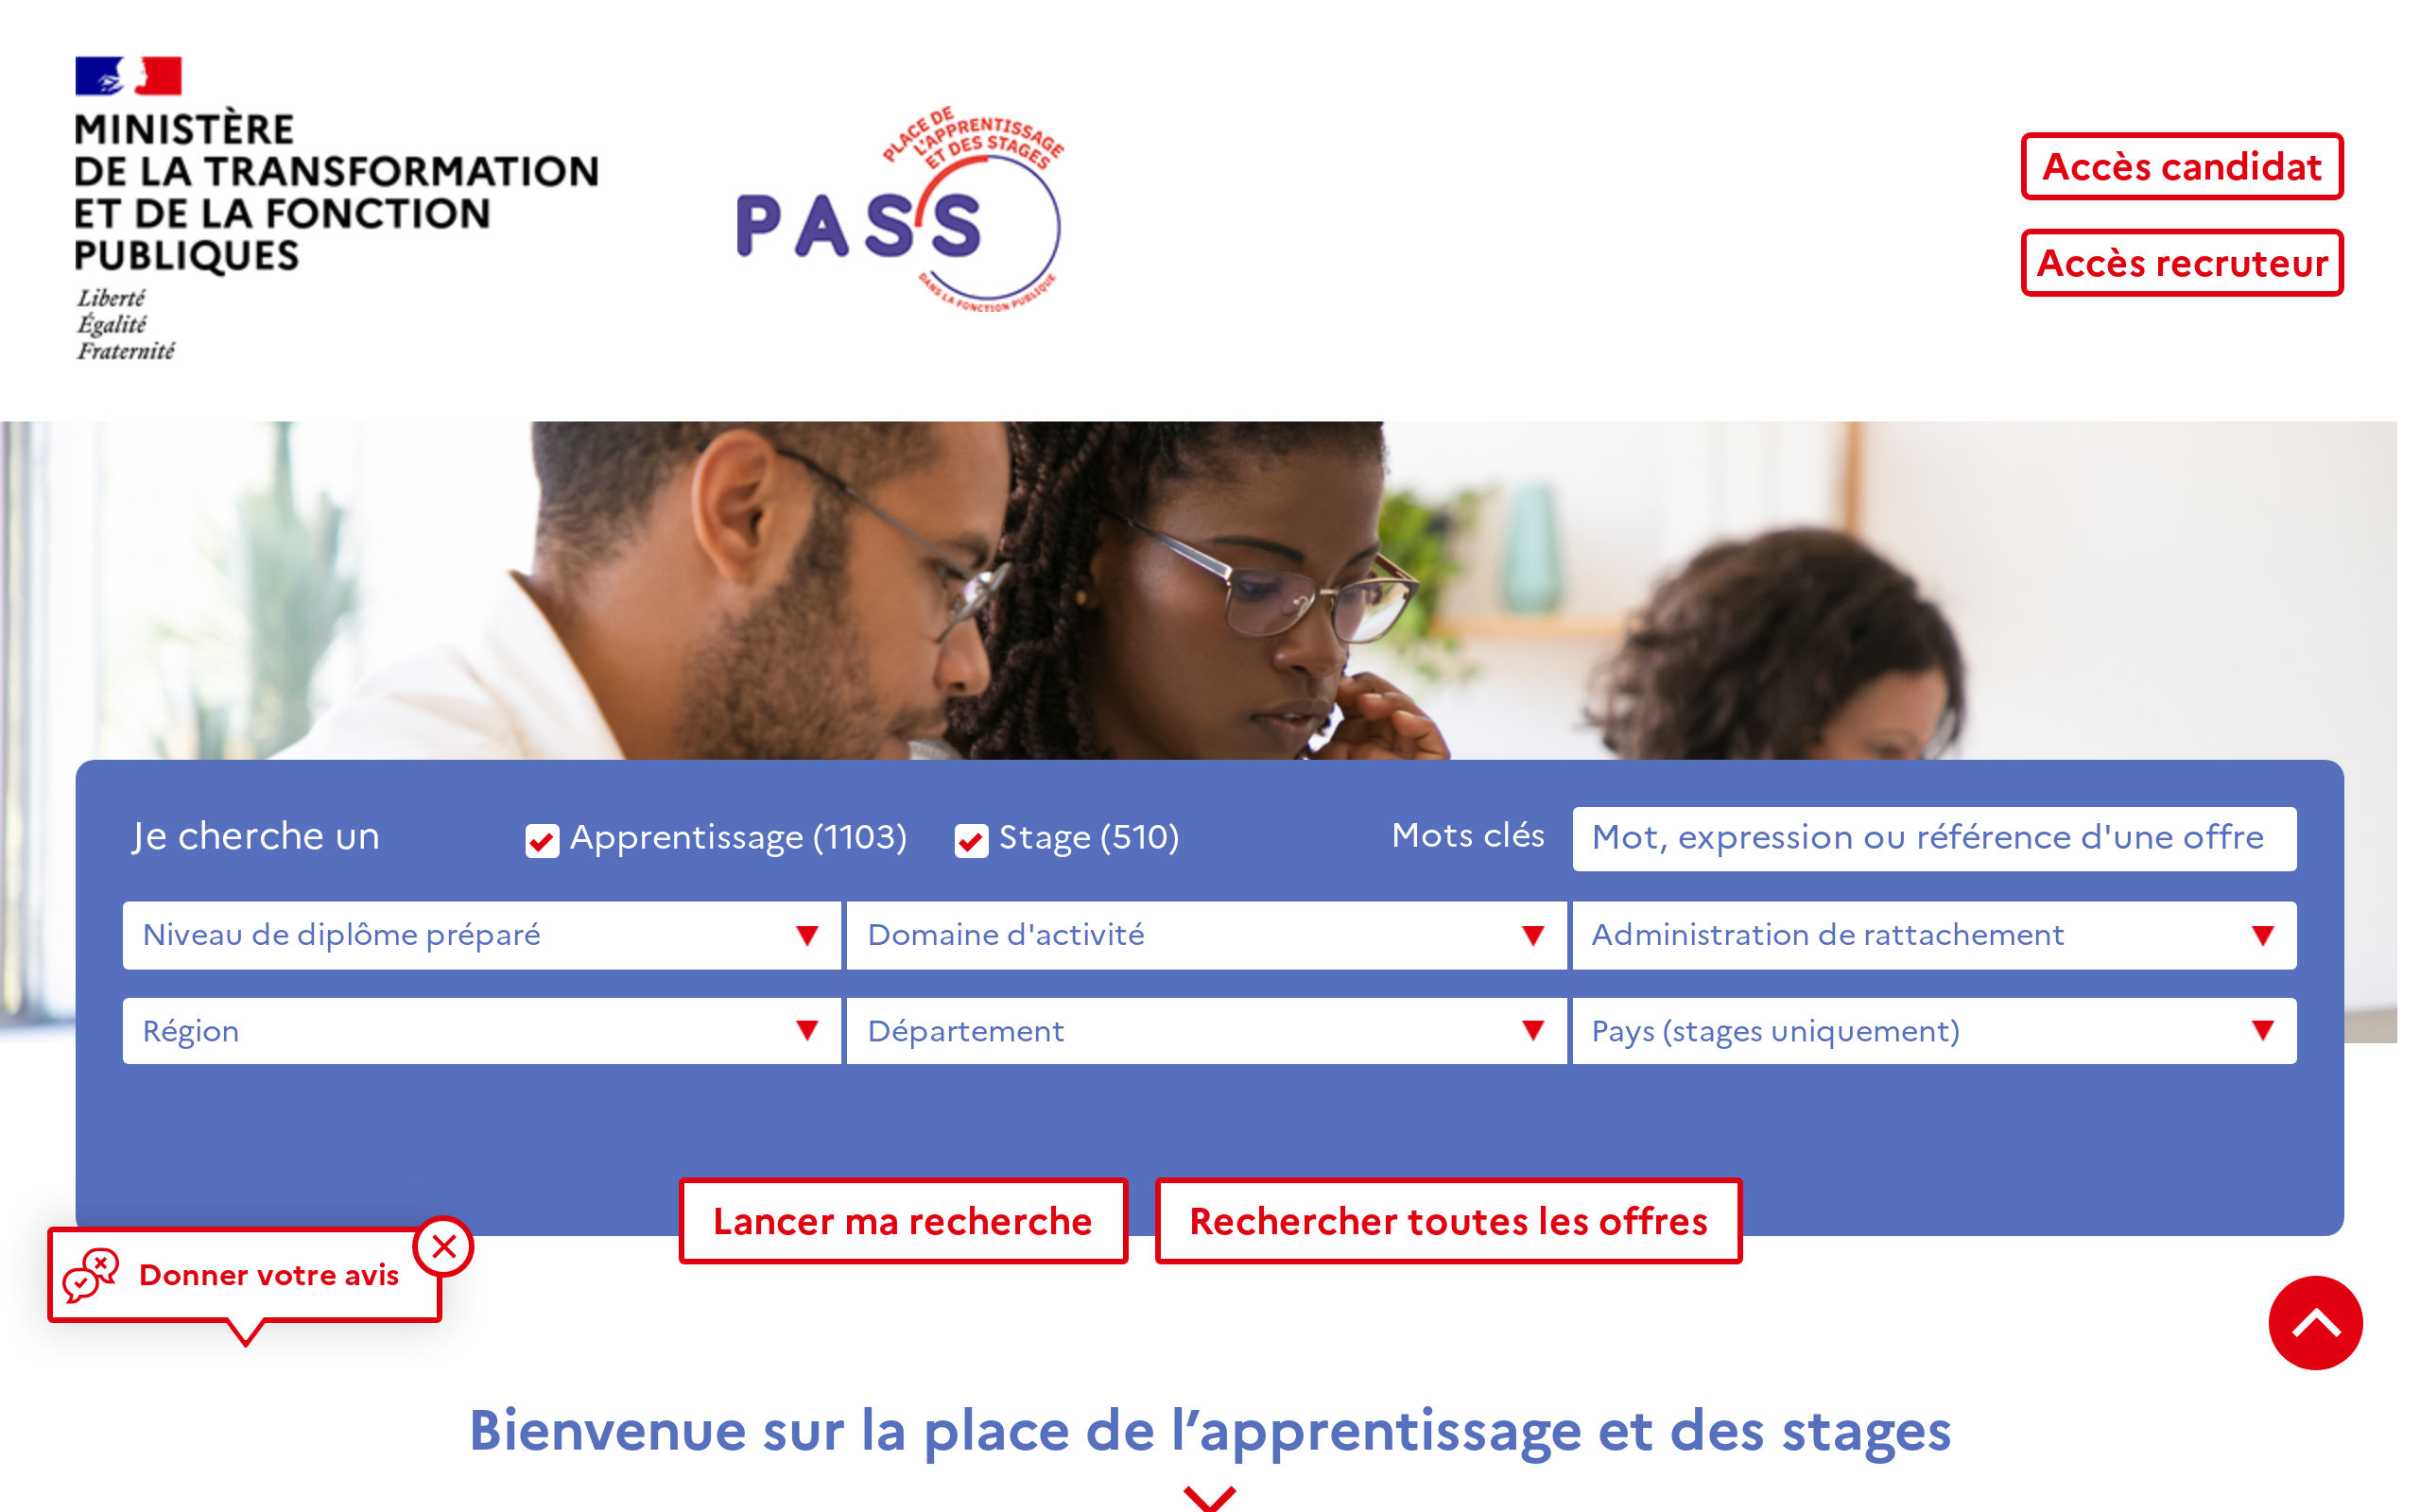 MINISTÈRE
DE LA TRANSFORMATION
ET DE LA FONCTION
PUBLIQUES
Liberté
Égalité
Fraternité
PLACE DE
L'APPRENTISSAGE
ET DES STAGES
PASS
DANS LA FONCTION PUBLIQUE
Accès candidat
Accès recruteur
Je cherche un
Apprentissage (1103)
Stage (510)
Mots clés
Mot, expression ou référence d'une offre
Niveau de diplôme préparé
Domaine d'activité
Administration de rattachement
Région
Département
Pays (stages uniquement)
Lancer ma recherche
Rechercher toutes les offres
Donner votre avis
Bienvenue sur la place de l’apprentissage et des stages